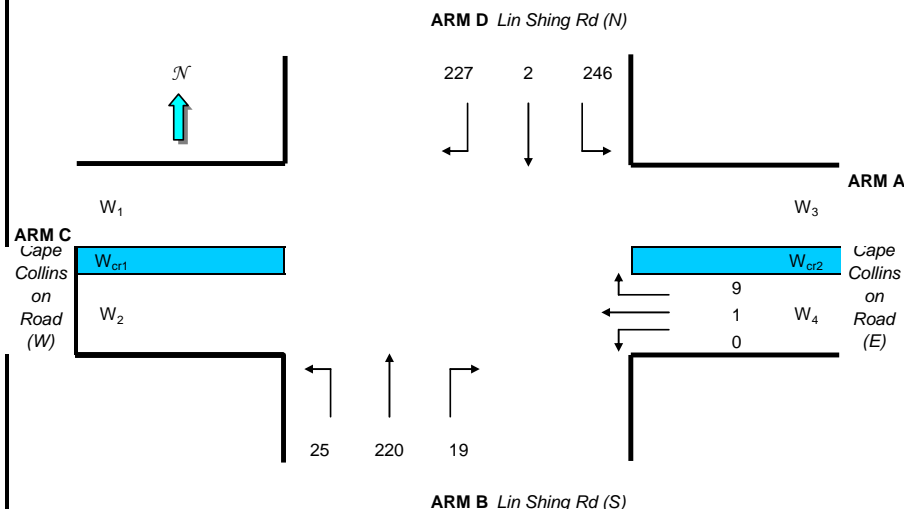 ARM D Lin Shing Rd (N)
N
227 2 246
ARM A
W1 W3
ARM C
Cape
Collins
on
Road
(W)
Wcr1 Wcr2
Cape
Collins
on
Road
(E)
9
W2 1 W4
0
25 220 19
ARM B Lin Shing Rd (S)